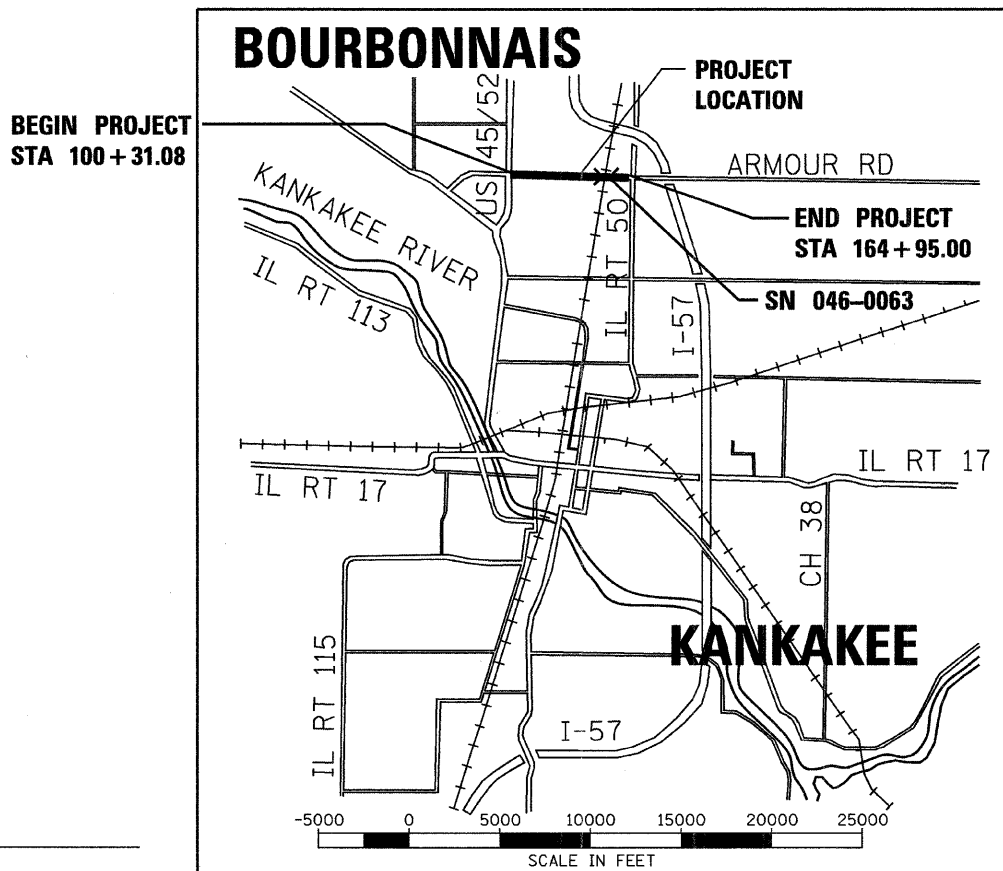 BOURBONNAIS
PROJECT
LOCATION
BEGIN PROJECT
STA 100+31.08
US 45/52
ARMOUR RD
KANKAKEE RIVER
IL RT 50
END PROJECT
STA 164+95.00
IL RT 113
SN 046-0063
I-57
IL RT 17
IL RT 17
CH 38
KANKAKEE
IL RT 115
I-57
-5000 0 5000 10000 15000 20000 25000
SCALE IN FEET